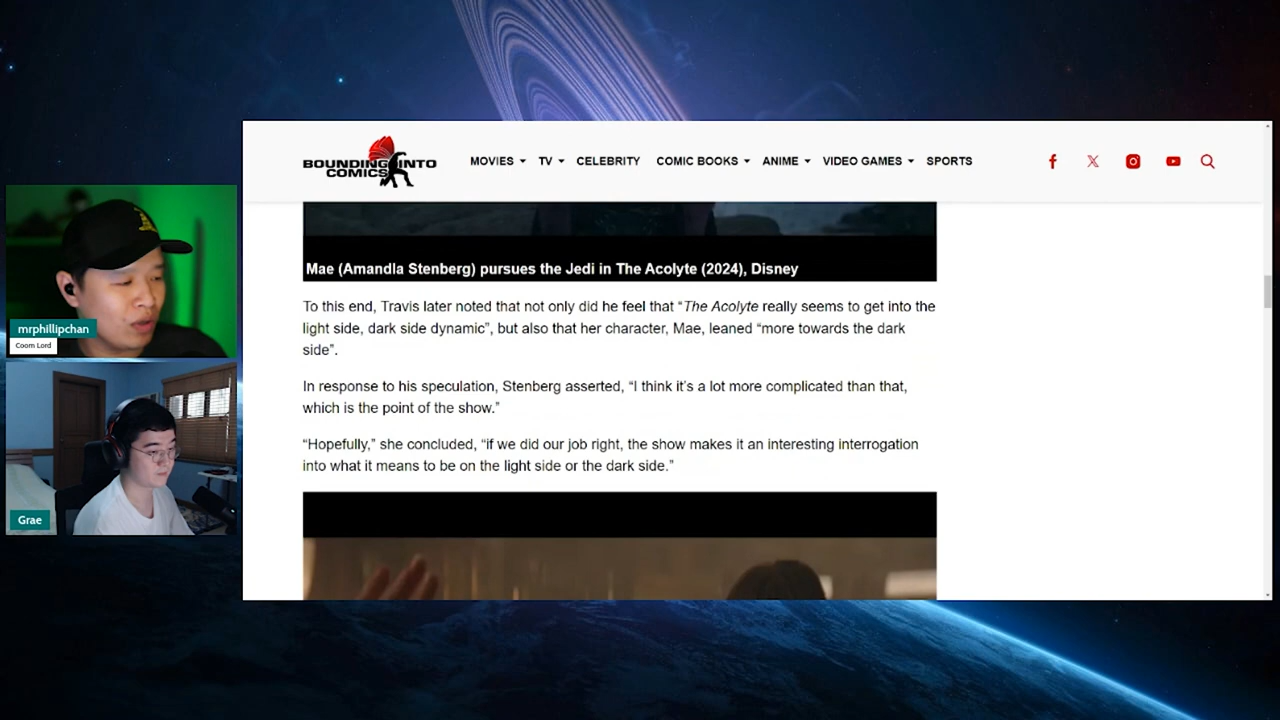 BOUNDING INTO
COMICS
MOVIES TV CELEBRITY COMIC BOOKS ANIME VIDEO GAMES SPORTS
Mae (Amandla Stenberg) pursues the Jedi in The Acolyte (2024), Disney
To this end, Travis later noted that not only did he feel that “The Acolyte really seems to get into the
light side, dark side dynamic”, but also that her character, Mae, leaned “more towards the dark
side”.
In response to his speculation, Stenberg asserted, “I think it’s a lot more complicated than that,
which is the point of the show.”
“Hopefully,” she concluded, “if we did our job right, the show makes it an interesting interrogation
into what it means to be on the light side or the dark side.”
mrphillipchan
Coom Lord
Grae